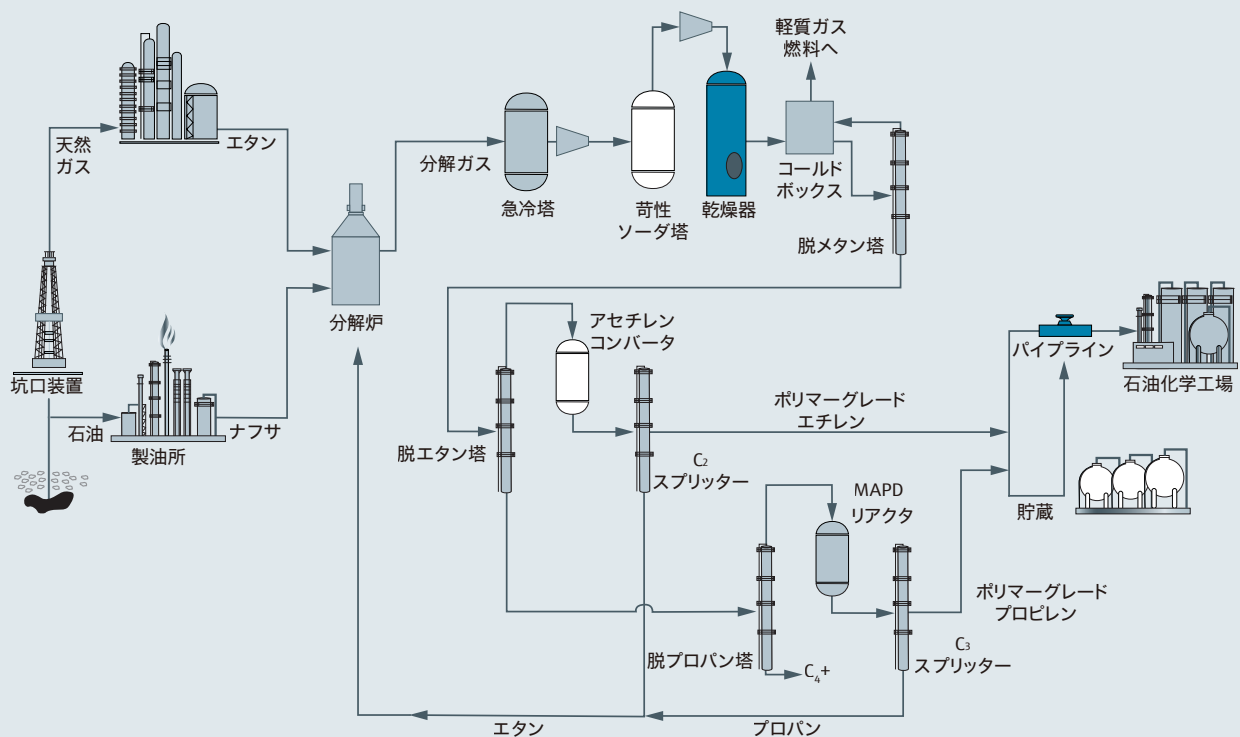 天然
ガス
エタン
坑口装置
石油
製油所
ナフサ
分解炉
分解ガス
急冷塔
苛性
ソーダ塔
乾燥器
軽質ガス
燃料へ
コールド
ボックス
脱メタン塔
アセチレン
コンバータ
脱エタン塔
C₂
スプリッター
ポリマーグレード
エチレン
パイプライン
石油化学工場
貯蔵
MAPD
リアクタ
脱プロパン塔
C₄+
C₃
スプリッター
ポリマーグレード
プロピレン
エタン
プロパン